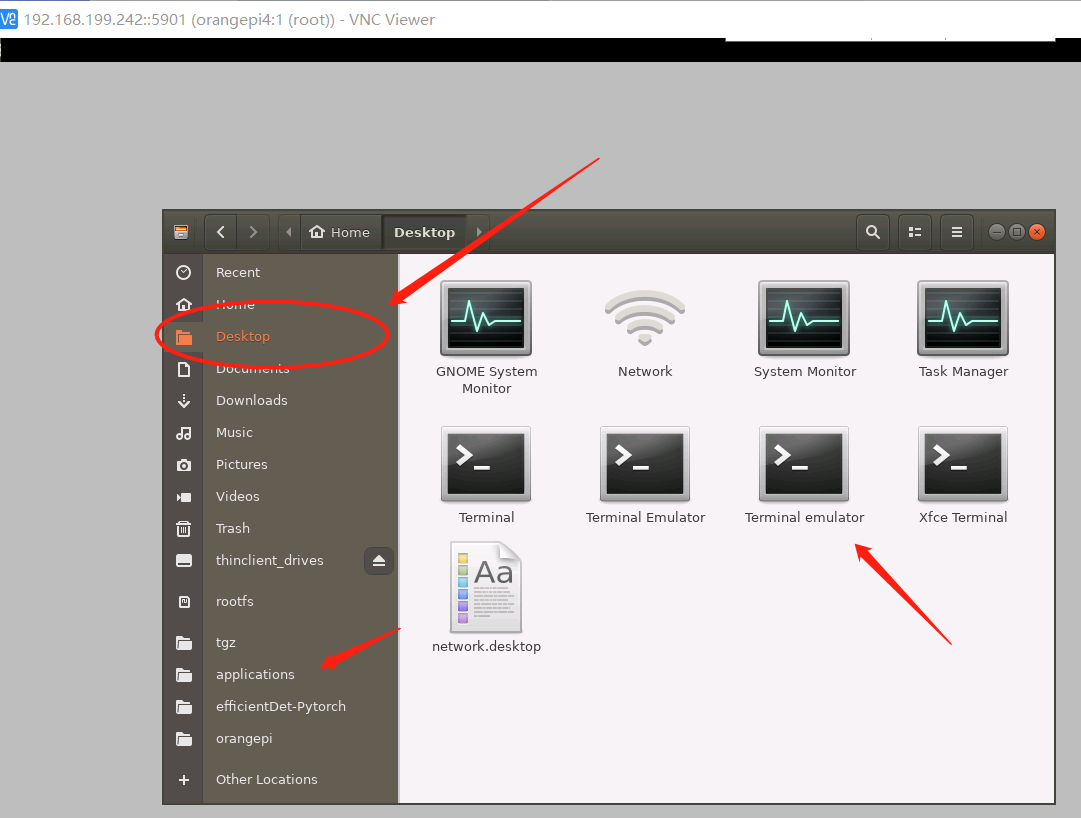 VQ 192.168.199.242::5901 (orangepi4:1 (root)) - VNC Viewer
Home Desktop
Recent
Home
Desktop
Documents
Downloads
Music
Pictures
Videos
Trash
thinclient_drives
rootfs
tgz
applications
efficientDet-Pytorch
orangepi
Other Locations
GNOME System
Monitor
Network
System Monitor
Task Manager
Terminal
Terminal Emulator
Terminal emulator
Xfce Terminal
Aa
network.desktop